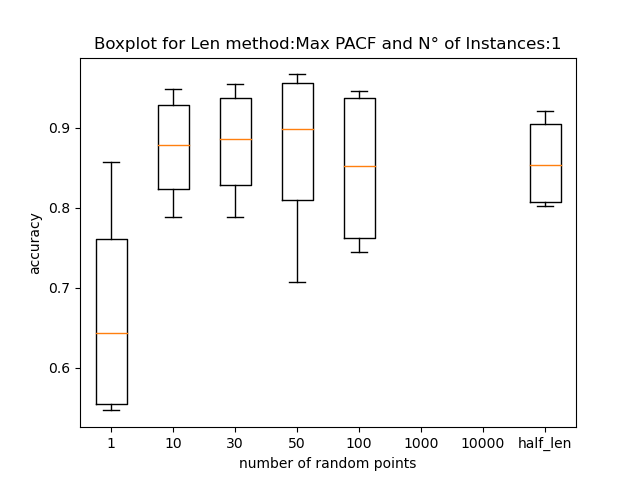 Boxplot for Len method:Max PACF and N° of Instances:1
accuracy
0.9
0.8
0.7
0.6
1 10 30 50 100 1000 10000 half_len
number of random points